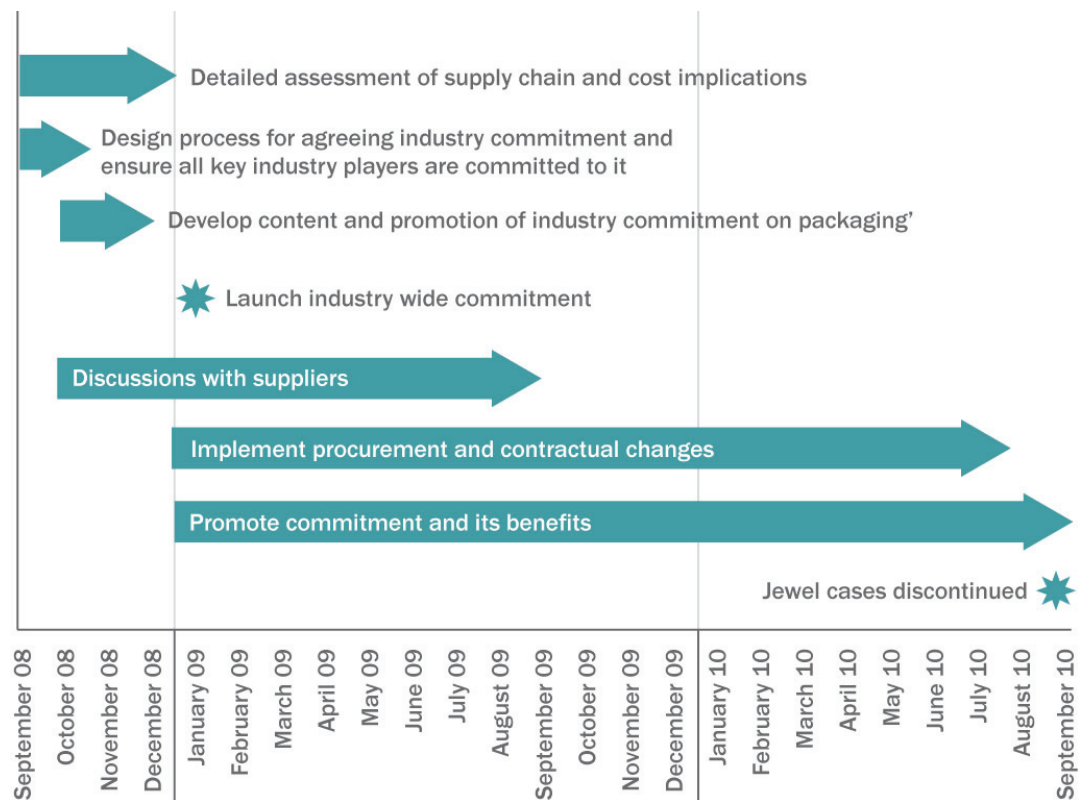 Detailed assessment of supply chain and cost implications
Design process for agreeing industry commitment and
ensure all key industry players are committed to it
Develop content and promotion of industry commitment on packaging’
Launch industry wide commitment
Discussions with suppliers
Implement procurement and contractual changes
Promote commitment and its benefits
Jewel cases discontinued
September 08
October 08
November 08
December 08
January 09
February 09
March 09
April 09
May 09
June 09
July 09
August 09
September 09
October 09
November 09
December 09
January 10
February 10
March 10
April 10
May 10
June 10
July 10
August 10
September 10